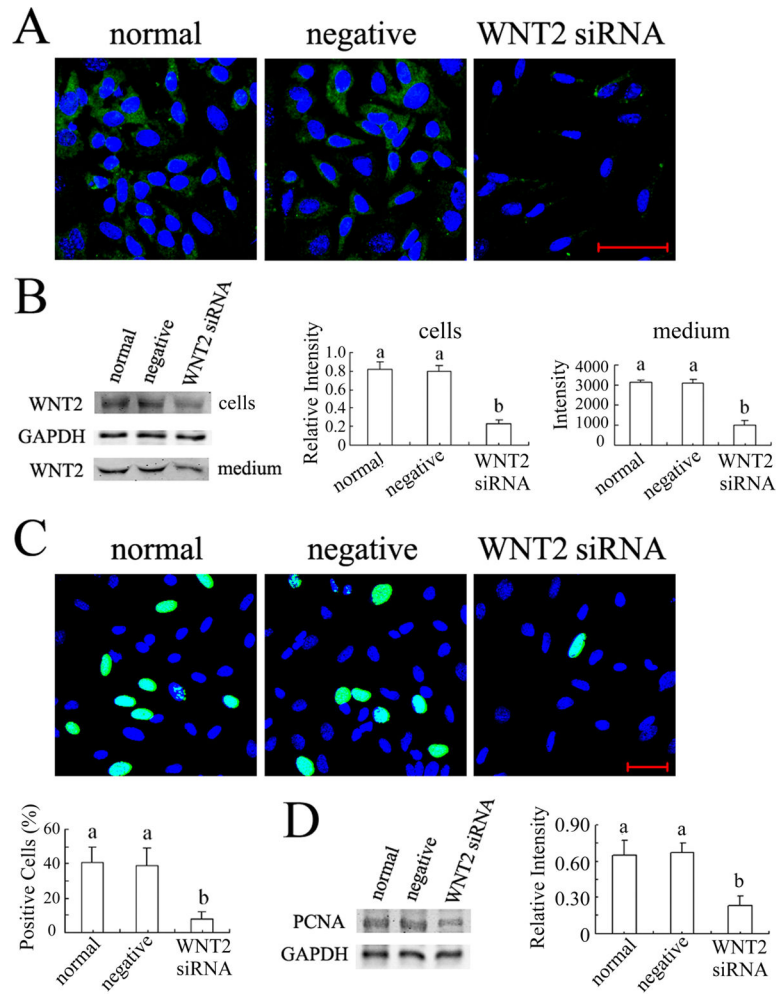 A
normal
negative
WNT2 siRNA
B
normal
negative
WNT2 siRNA
WNT2
cells
GAPDH
WNT2
medium
cells
Relative Intensity
1.0
0.8
0.6
0.4
0.2
0
a
a
b
normal
negative
WNT2
siRNA
medium
Intensity
4000
3000
2000
1000
0
a
a
b
normal
negative
WNT2
siRNA
C
normal
negative
WNT2 siRNA
Positive Cells (%)
60
40
20
0
a
a
b
normal
negative
WNT2
siRNA
D
normal
negative
WNT2 siRNA
PCNA
GAPDH
Relative Intensity
0.90
0.60
0.30
0
a
a
b
normal
negative
WNT2
siRNA